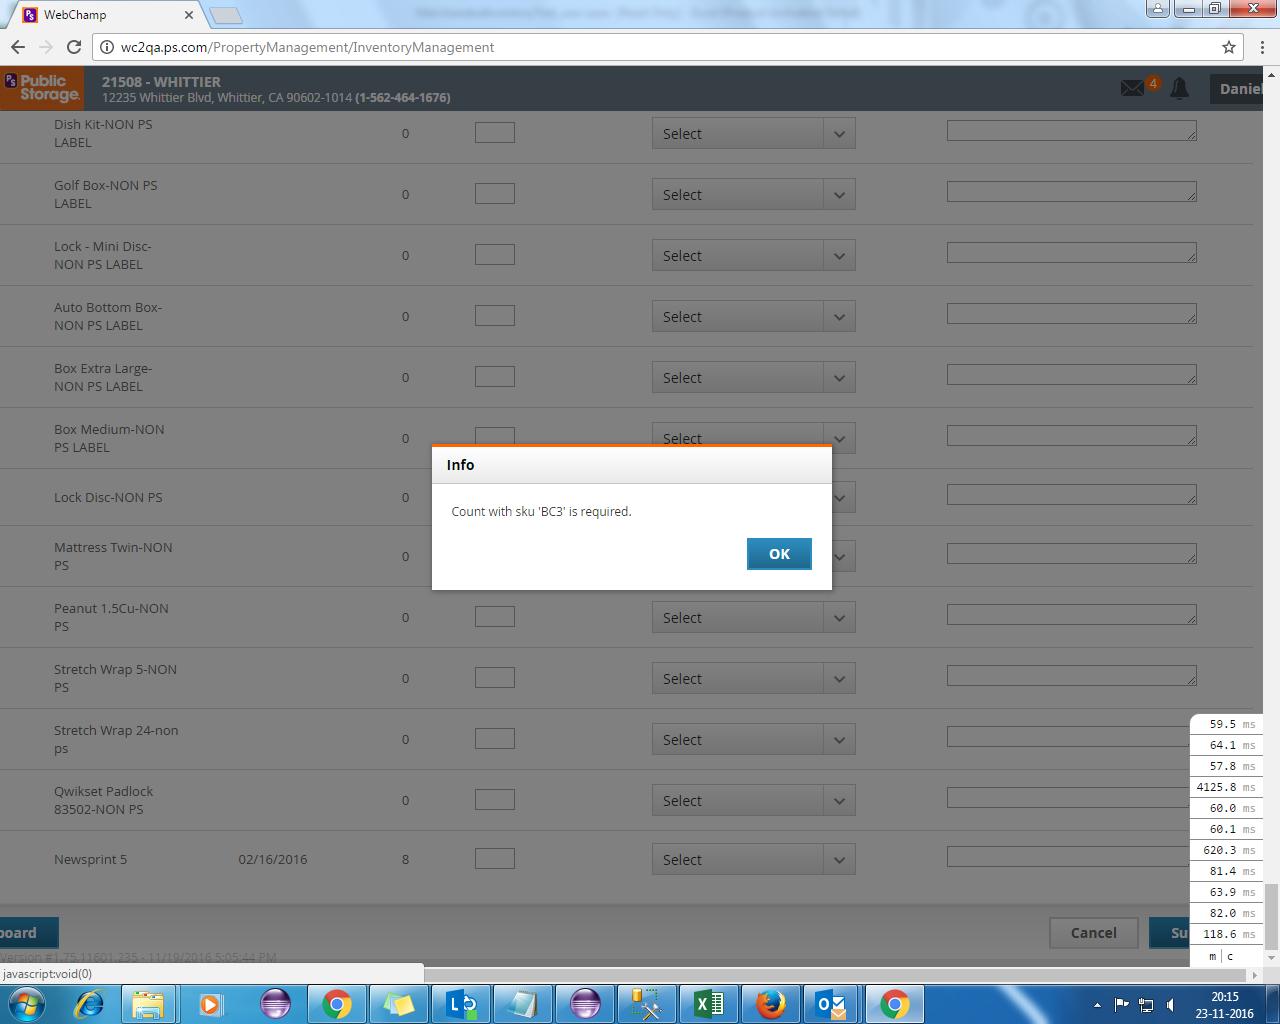 WebChamp
wc2qa.ps.com/PropertyManagement/InventoryManagement
PS Public Storage.
21508 - WHITTIER
12235 Whittier Blvd, Whittier, CA 90602-1014 (1-562-464-1676)
4
Daniel
Dish Kit-NON PS
LABEL
0
Select
Golf Box-NON PS
LABEL
0
Select
Lock - Mini Disc-
NON PS LABEL
0
Select
Auto Bottom Box-
NON PS LABEL
0
Select
Box Extra Large-
NON PS LABEL
0
Select
Box Medium-NON
PS LABEL
0
Select
Lock Disc-NON PS
0
Mattress Twin-NON
PS
0
Info
Count with sku 'BC3' is required.
OK
Peanut 1.5Cu-NON
PS
0
Select
Stretch Wrap 5-NON
PS
0
Select
Stretch Wrap 24-non
ps
0
Select
Qwikset Padlock
83502-NON PS
0
Select
Newsprint 5 02/16/2016 8 Select
59.5 ms
64.1 ms
57.8 ms
4125.8 ms
60.0 ms
60.1 ms
620.3 ms
81.4 ms
63.9 ms
82.0 ms
118.6 ms
m c
board
Cancel
Su
Version #1.75.11601.235 - 11/19/2016 5:05:44 PM
javascript:void(0)
20:15
23-11-2016